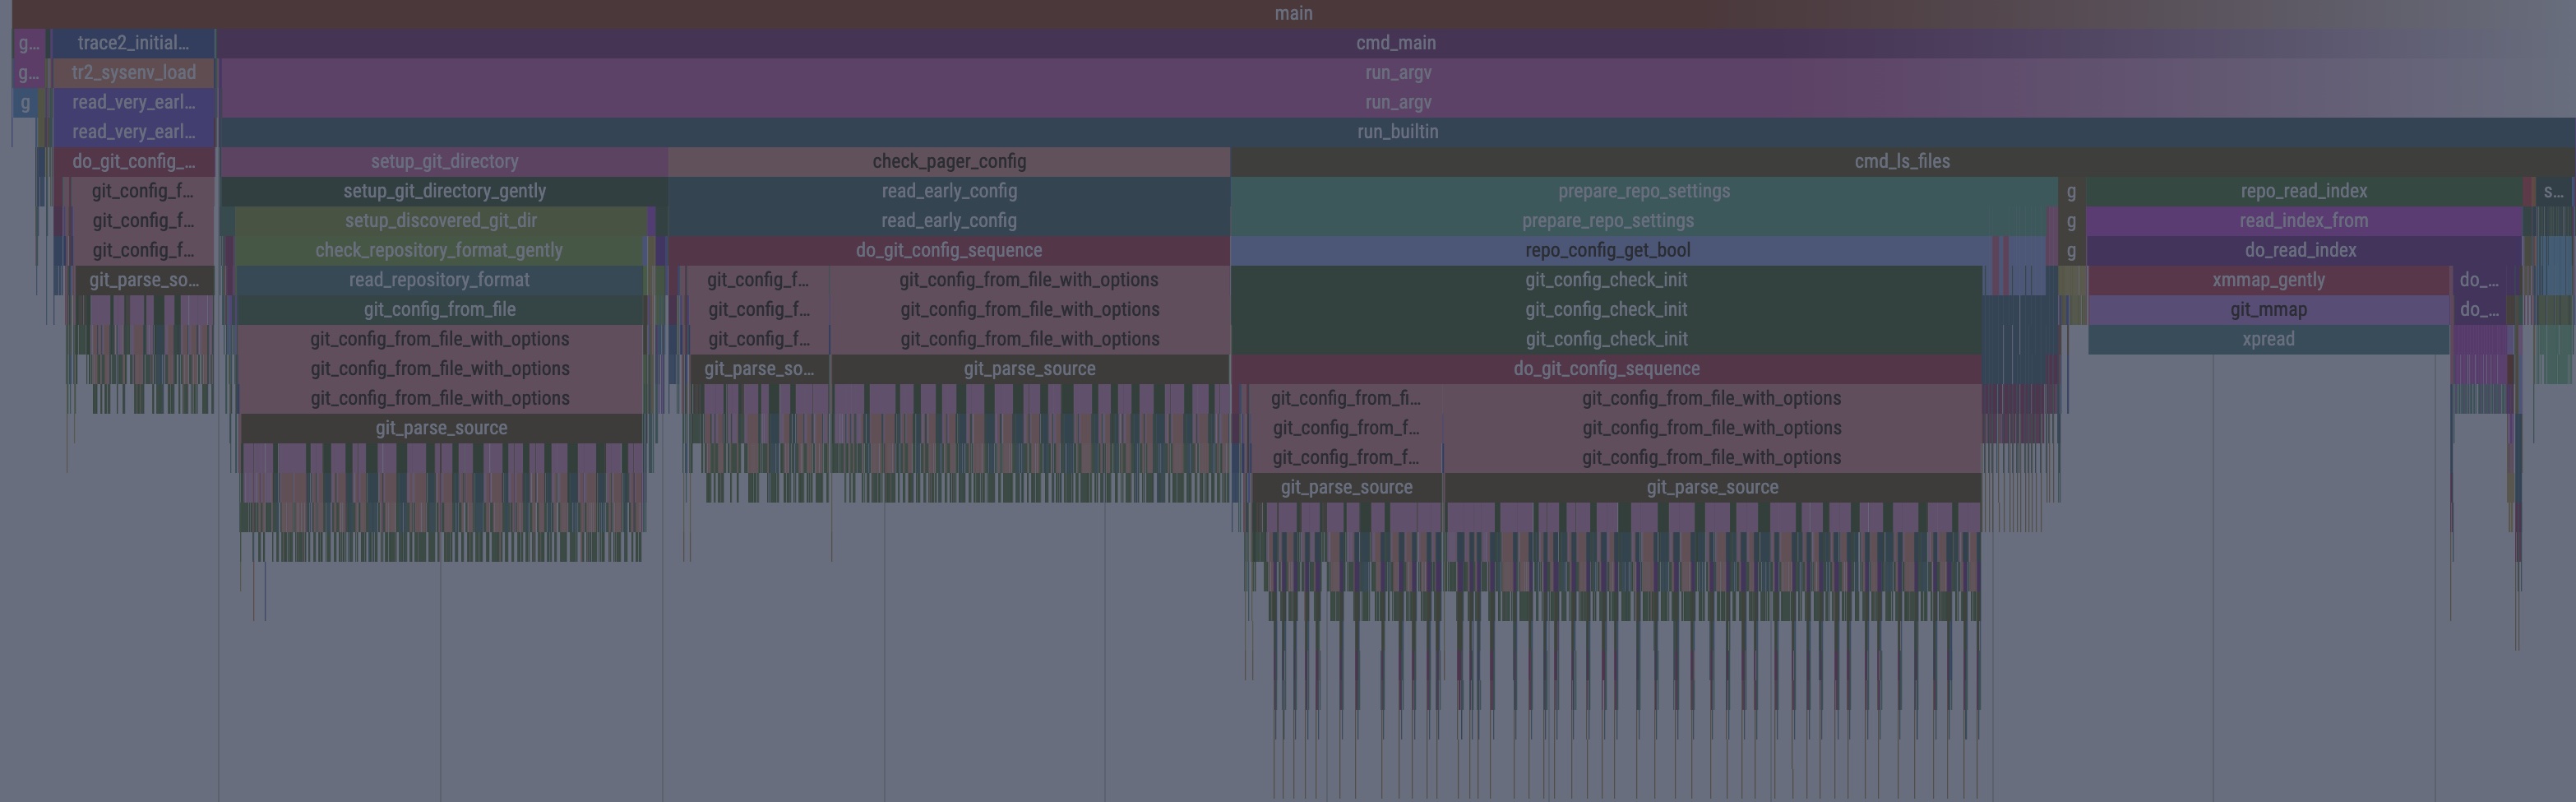 main
g… trace2_initial… cmd_main
g… tr2_sysenv_load run_argv
g read_very_earl… run_argv
read_very_earl… run_builtin
do_git_config_… setup_git_directory check_pager_config cmd_ls_files
git_config_f… setup_git_directory_gently read_early_config prepare_repo_settings g repo_read_index s…
git_config_f… setup_discovered_git_dir read_early_config prepare_repo_settings g read_index_from
git_config_f… check_repository_format_gently do_git_config_sequence repo_config_get_bool g do_read_index
git_parse_so… read_repository_format git_config_f… git_config_from_file_with_options git_config_check_init xmmap_gently do_…
git_config_from_file git_config_f… git_config_from_file_with_options git_config_check_init git_mmap do_…
git_config_from_file_with_options git_config_f… git_config_from_file_with_options git_config_check_init xpread
git_config_from_file_with_options git_parse_so… git_parse_source do_git_config_sequence
git_config_from_file_with_options git_config_from_fi… git_config_from_file_with_options
git_parse_source git_config_from_f… git_config_from_file_with_options
git_config_from_f… git_config_from_file_with_options
git_parse_source git_parse_source